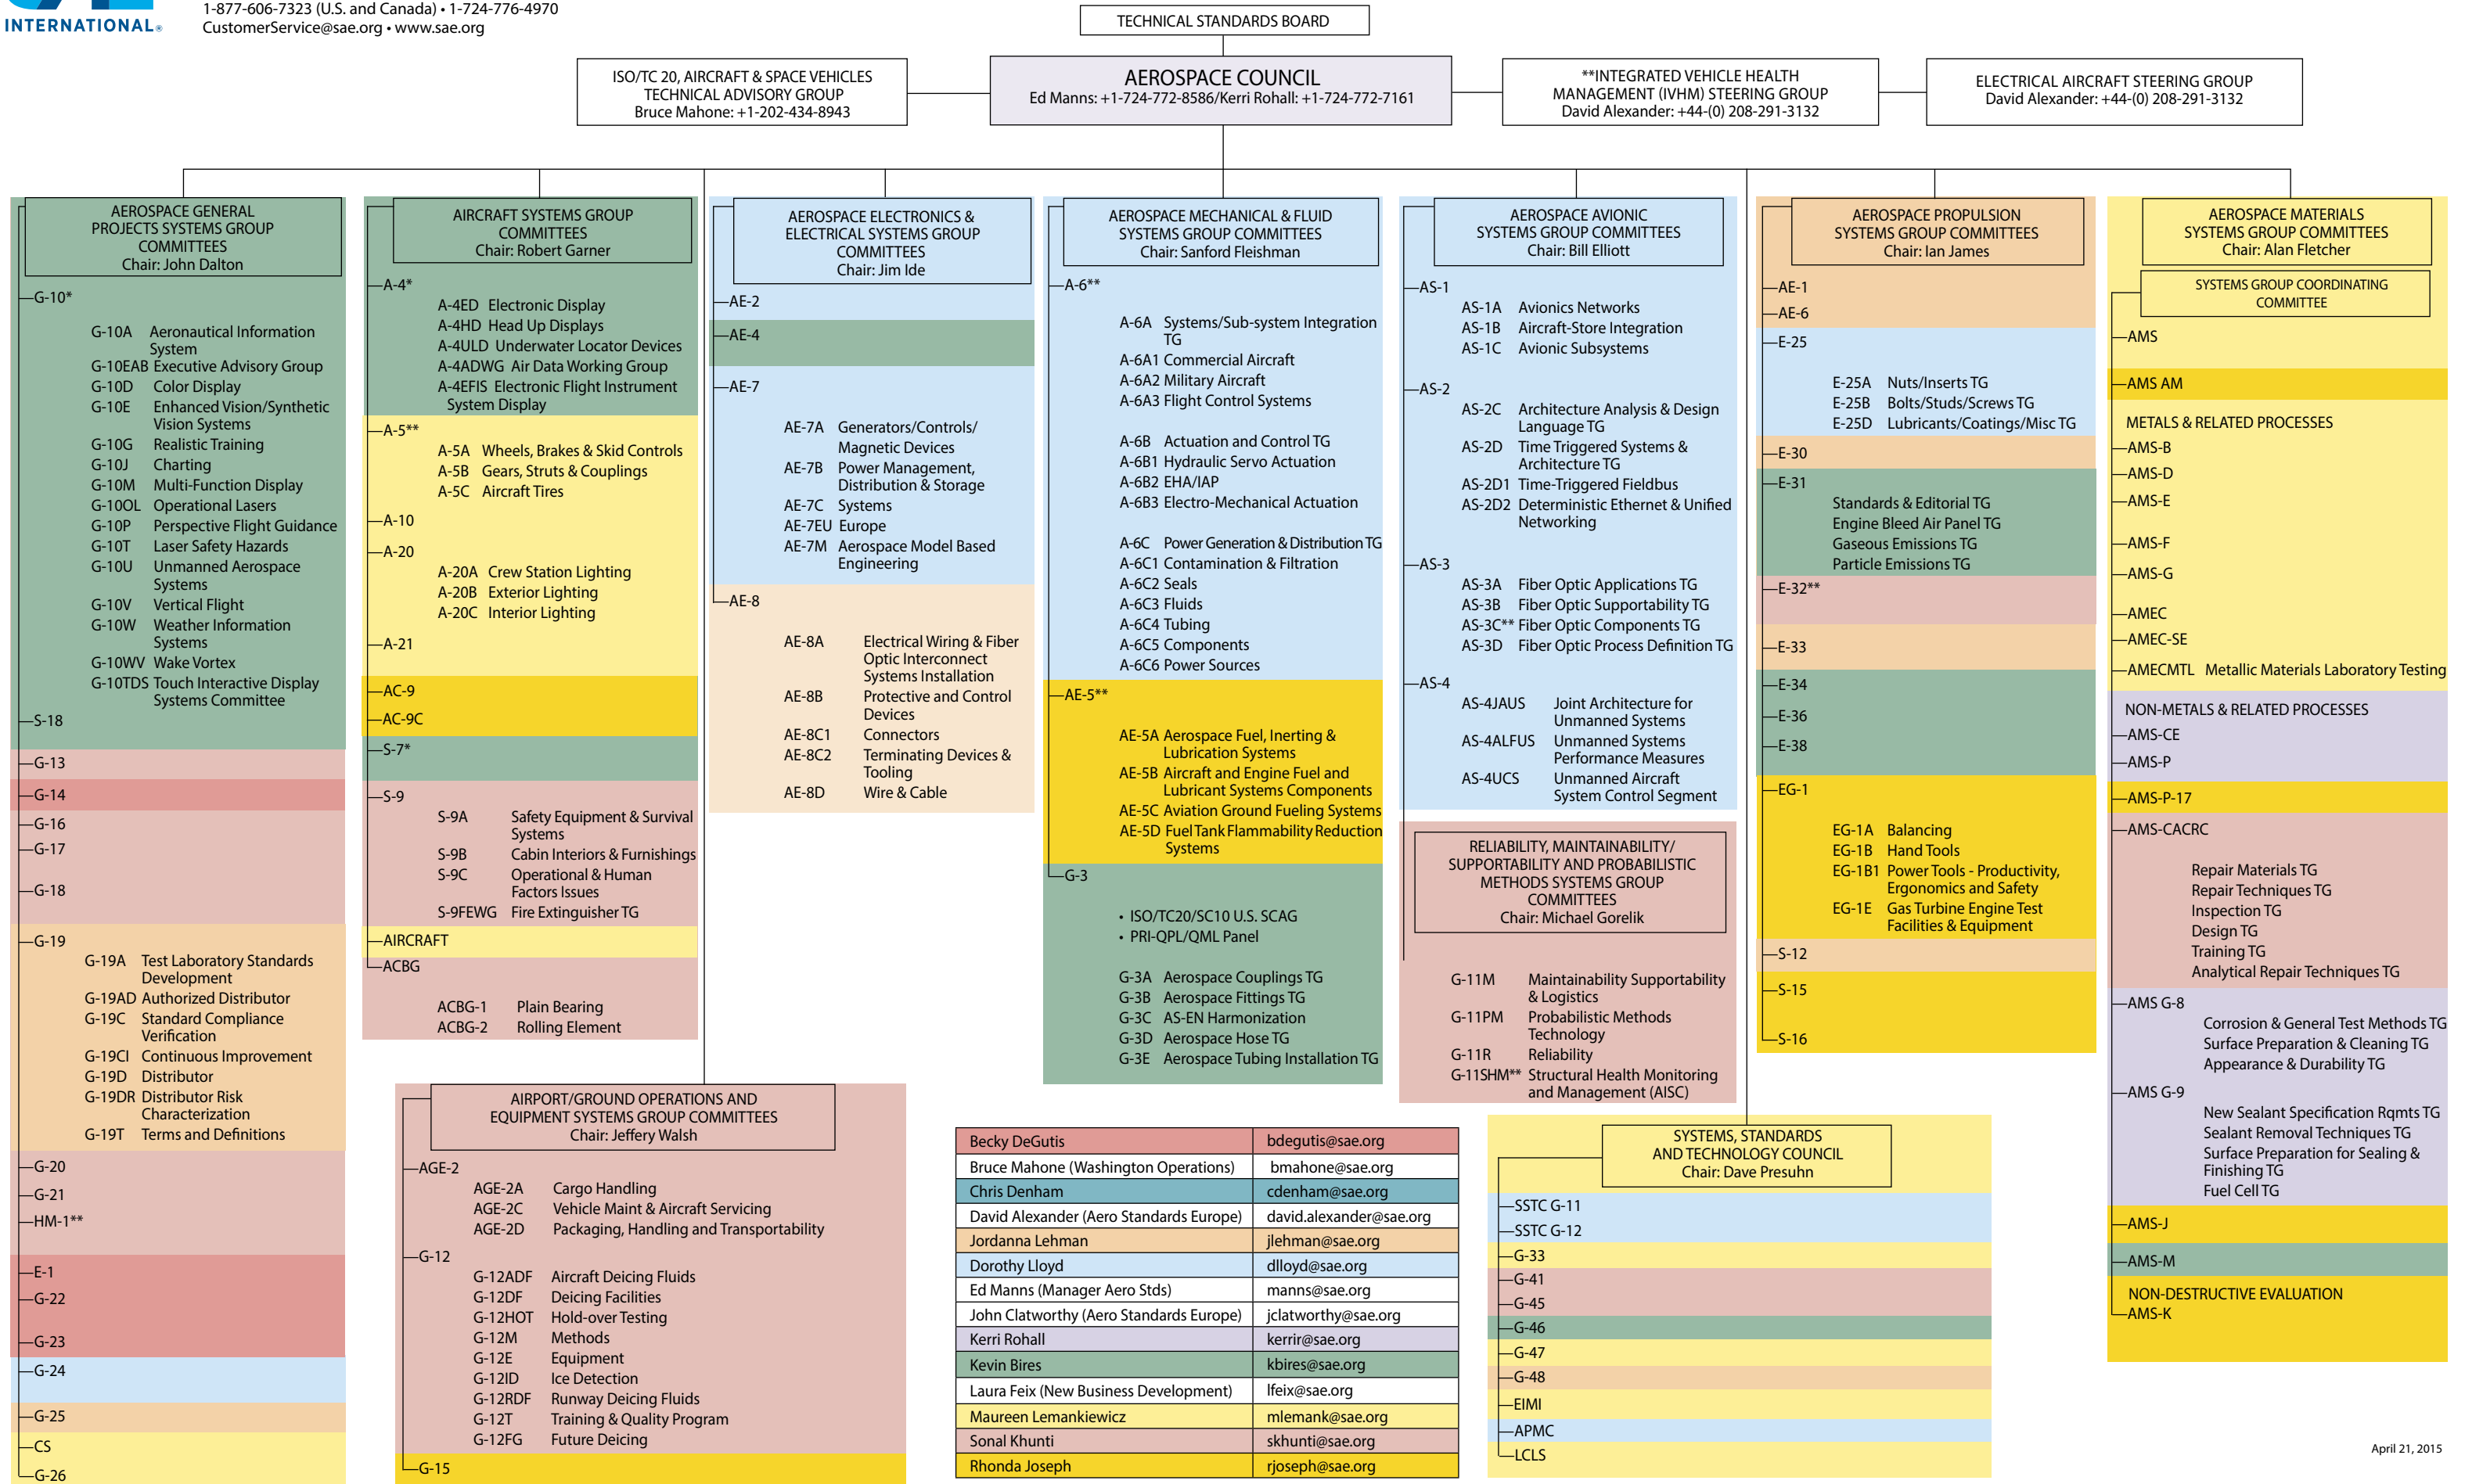 INTERNATIONAL®
1-877-606-7323 (U.S. and Canada) • 1-724-776-4970
CustomerService@sae.org • www.sae.org
TECHNICAL STANDARDS BOARD
ISO/TC 20, AIRCRAFT & SPACE VEHICLES
TECHNICAL ADVISORY GROUP
Bruce Mahone: +1-202-434-8943
AEROSPACE COUNCIL
Ed Manns: +1-724-772-8586/Kerri Rohall: +1-724-772-7161
**INTEGRATED VEHICLE HEALTH
MANAGEMENT (IVHM) STEERING GROUP
David Alexander: +44-(0) 208-291-3132
ELECTRICAL AIRCRAFT STEERING GROUP
David Alexander: +44-(0) 208-291-3132
AEROSPACE GENERAL
PROJECTS SYSTEMS GROUP
COMMITTEES
Chair: John Dalton
G-10*
G-10A Aeronautical Information
System
G-10EAB Executive Advisory Group
G-10D Color Display
G-10E Enhanced Vision/Synthetic
Vision Systems
G-10G Realistic Training
G-10J Charting
G-10M Multi-Function Display
G-10OL Operational Lasers
G-10P Perspective Flight Guidance
G-10T Laser Safety Hazards
G-10U Unmanned Aerospace
Systems
G-10V Vertical Flight
G-10W Weather Information
Systems
G-10WV Wake Vortex
G-10TDS Touch Interactive Display
Systems Committee
S-18
G-13
G-14
G-16
G-17
G-18
G-19
G-19A Test Laboratory Standards
Development
G-19AD Authorized Distributor
G-19C Standard Compliance
Verification
G-19CI Continuous Improvement
G-19D Distributor
G-19DR Distributor Risk
Characterization
G-19T Terms and Definitions
G-20
G-21
HM-1**
E-1
G-22
G-23
G-24
G-25
CS
G-26
AIRCRAFT SYSTEMS GROUP
COMMITTEES
Chair: Robert Garner
A-4*
A-4ED Electronic Display
A-4HD Head Up Displays
A-4ULD Underwater Locator Devices
A-4ADWG Air Data Working Group
A-4EFIS Electronic Flight Instrument
System Display
A-5**
A-5A Wheels, Brakes & Skid Controls
A-5B Gears, Struts & Couplings
A-5C Aircraft Tires
A-10
A-20
A-20A Crew Station Lighting
A-20B Exterior Lighting
A-20C Interior Lighting
A-21
AC-9
AC-9C
S-7*
S-9
S-9A Safety Equipment & Survival
Systems
S-9B Cabin Interiors & Furnishings
S-9C Operational & Human
Factors Issues
S-9FEWG Fire Extinguisher TG
AIRCRAFT
ACBG
ACBG-1 Plain Bearing
ACBG-2 Rolling Element
AIRPORT/GROUND OPERATIONS AND
EQUIPMENT SYSTEMS GROUP COMMITTEES
Chair: Jeffery Walsh
AGE-2
AGE-2A Cargo Handling
AGE-2C Vehicle Maint & Aircraft Servicing
AGE-2D Packaging, Handling and Transportability
G-12
G-12ADF Aircraft Deicing Fluids
G-12DF Deicing Facilities
G-12HOT Hold-over Testing
G-12M Methods
G-12E Equipment
G-12ID Ice Detection
G-12RDF Runway Deicing Fluids
G-12T Training & Quality Program
G-12FG Future Deicing
G-15
AEROSPACE ELECTRONICS &
ELECTRICAL SYSTEMS GROUP
COMMITTEES
Chair: Jim Ide
AE-2
AE-4
AE-7
AE-7A Generators/Controls/
Magnetic Devices
AE-7B Power Management,
Distribution & Storage
AE-7C Systems
AE-7EU Europe
AE-7M Aerospace Model Based
Engineering
AE-8
AE-8A Electrical Wiring & Fiber
Optic Interconnect
Systems Installation
AE-8B Protective and Control
Devices
AE-8C1 Connectors
AE-8C2 Terminating Devices &
Tooling
AE-8D Wire & Cable
AEROSPACE MECHANICAL & FLUID
SYSTEMS GROUP COMMITTEES
Chair: Sanford Fleishman
A-6**
A-6A Systems/Sub-system Integration
TG
A-6A1 Commercial Aircraft
A-6A2 Military Aircraft
A-6A3 Flight Control Systems
A-6B Actuation and Control TG
A-6B1 Hydraulic Servo Actuation
A-6B2 EHA/IAP
A-6B3 Electro-Mechanical Actuation
A-6C Power Generation & Distribution TG
A-6C1 Contamination & Filtration
A-6C2 Seals
A-6C3 Fluids
A-6C4 Tubing
A-6C5 Components
A-6C6 Power Sources
AE-5**
AE-5A Aerospace Fuel, Inerting &
Lubrication Systems
AE-5B Aircraft and Engine Fuel and
Lubricant Systems Components
AE-5C Aviation Ground Fueling Systems
AE-5D Fuel Tank Flammability Reduction
Systems
G-3
• ISO/TC20/SC10 U.S. SCAG
• PRI-QPL/QML Panel
G-3A Aerospace Couplings TG
G-3B Aerospace Fittings TG
G-3C AS-EN Harmonization
G-3D Aerospace Hose TG
G-3E Aerospace Tubing Installation TG
AEROSPACE AVIONIC
SYSTEMS GROUP COMMITTEES
Chair: Bill Elliott
AS-1
AS-1A Avionics Networks
AS-1B Aircraft-Store Integration
AS-1C Avionic Subsystems
AS-2
AS-2C Architecture Analysis & Design
Language TG
AS-2D Time Triggered Systems &
Architecture TG
AS-2D1 Time-Triggered Fieldbus
AS-2D2 Deterministic Ethernet & Unified
Networking
AS-3
AS-3A Fiber Optic Applications TG
AS-3B Fiber Optic Supportability TG
AS-3C** Fiber Optic Components TG
AS-3D Fiber Optic Process Definition TG
AS-4
AS-4JAUS Joint Architecture for
Unmanned Systems
AS-4ALFUS Unmanned Systems
Performance Measures
AS-4UCS Unmanned Aircraft
System Control Segment
RELIABILITY, MAINTAINABILITY/
SUPPORTABILITY AND PROBABILISTIC
METHODS SYSTEMS GROUP
COMMITTEES
Chair: Michael Gorelik
G-11M Maintainability Supportability
& Logistics
G-11PM Probabilistic Methods
Technology
G-11R Reliability
G-11SHM** Structural Health Monitoring
and Management (AISC)
AEROSPACE PROPULSION
SYSTEMS GROUP COMMITTEES
Chair: Ian James
AE-1
AE-6
E-25
E-25A Nuts/Inserts TG
E-25B Bolts/Studs/Screws TG
E-25D Lubricants/Coatings/Misc TG
E-30
E-31
Standards & Editorial TG
Engine Bleed Air Panel TG
Gaseous Emissions TG
Particle Emissions TG
E-32**
E-33
E-34
E-36
E-38
EG-1
EG-1A Balancing
EG-1B Hand Tools
EG-1B1 Power Tools - Productivity,
Ergonomics and Safety
EG-1E Gas Turbine Engine Test
Facilities & Equipment
S-12
S-15
S-16
AEROSPACE MATERIALS
SYSTEMS GROUP COMMITTEES
Chair: Alan Fletcher
SYSTEMS GROUP COORDINATING
COMMITTEE
AMS
AMS AM
METALS & RELATED PROCESSES
AMS-B
AMS-D
AMS-E
AMS-F
AMS-G
AMEC
AMEC-SE
AMECMTL Metallic Materials Laboratory Testing
NON-METALS & RELATED PROCESSES
AMS-CE
AMS-P
AMS-P-17
AMS-CACRC
Repair Materials TG
Repair Techniques TG
Inspection TG
Design TG
Training TG
Analytical Repair Techniques TG
AMS G-8
Corrosion & General Test Methods TG
Surface Preparation & Cleaning TG
Appearance & Durability TG
AMS G-9
New Sealant Specification Rqmts TG
Sealant Removal Techniques TG
Surface Preparation for Sealing &
Finishing TG
Fuel Cell TG
AMS-J
AMS-M
NON-DESTRUCTIVE EVALUATION
AMS-K
Becky DeGutis bdegutis@sae.org
Bruce Mahone (Washington Operations) bmahone@sae.org
Chris Denham cdenham@sae.org
David Alexander (Aero Standards Europe) david.alexander@sae.org
Jordanna Lehman jlehman@sae.org
Dorothy Lloyd dlloyd@sae.org
Ed Manns (Manager Aero Stds) manns@sae.org
John Clatworthy (Aero Standards Europe) jclatworthy@sae.org
Kerri Rohall kerrir@sae.org
Kevin Bires kbires@sae.org
Laura Feix (New Business Development) lfeix@sae.org
Maureen Lemankiewicz mlemank@sae.org
Sonal Khunti skhunti@sae.org
Rhonda Joseph rjoseph@sae.org
SYSTEMS, STANDARDS
AND TECHNOLOGY COUNCIL
Chair: Dave Presuhn
SSTC G-11
SSTC G-12
G-33
G-41
G-45
G-46
G-47
G-48
EIMI
APMC
LCLS
April 21, 2015